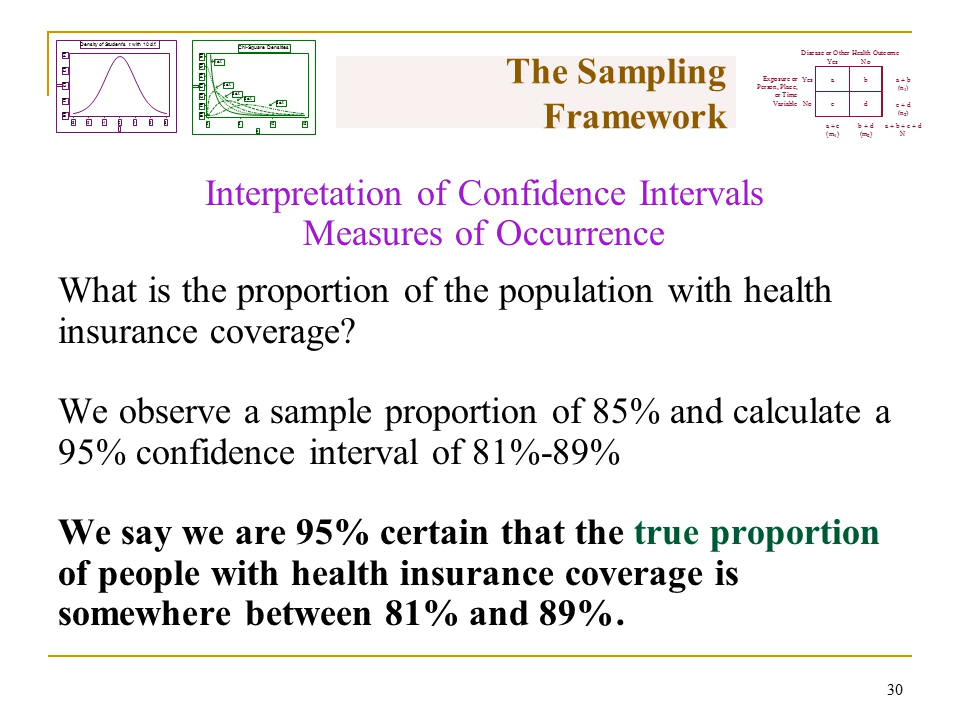 Density of Students t with 10 d.f.
Chi-Square Densities
The Sampling
Framework
Disease or Other Health Outcome
Yes No
Exposure or Yes a b a + b
Person, Place, (n₁)
or Time
Variable No c d c + d
(n₂)
a + c b + d a + b + c + d
(m₁) (m₂) N
Interpretation of Confidence Intervals
Measures of Occurrence
What is the proportion of the population with health
insurance coverage?
We observe a sample proportion of 85% and calculate a
95% confidence interval of 81%-89%
We say we are 95% certain that the true proportion
of people with health insurance coverage is
somewhere between 81% and 89%.
30